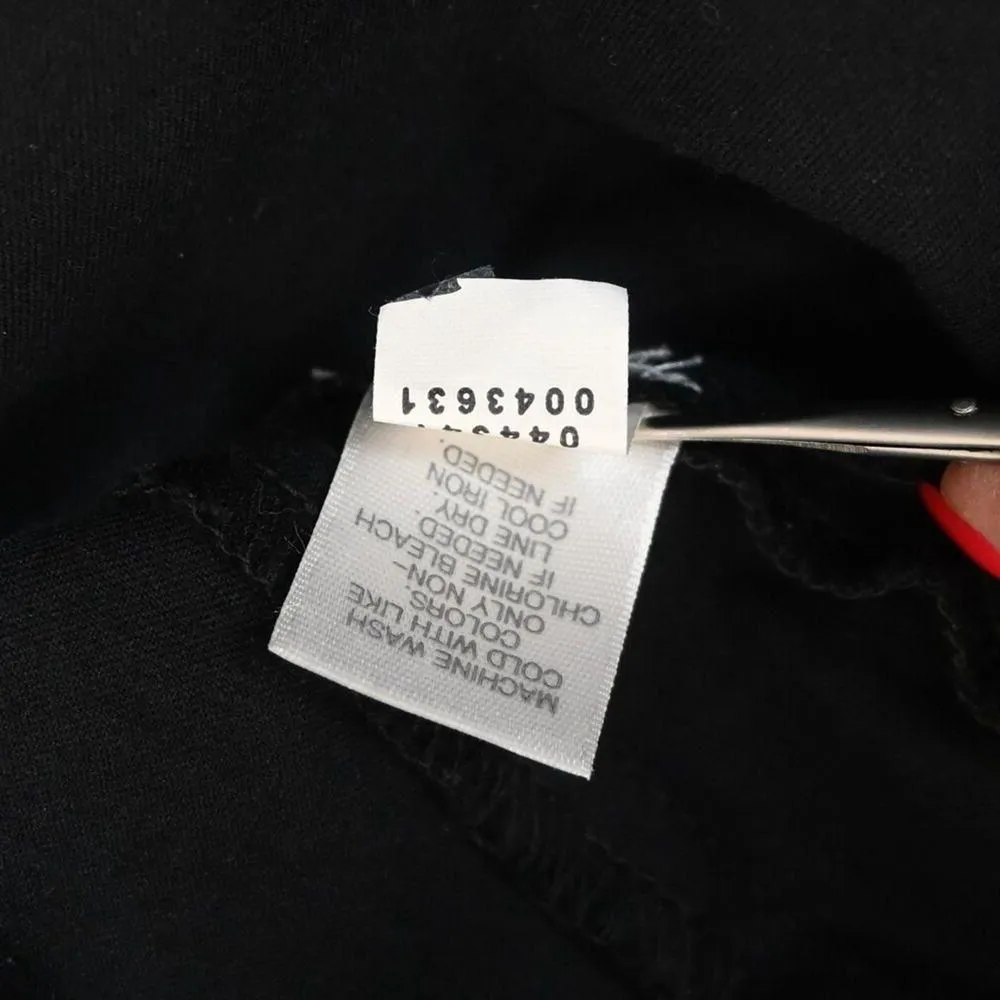 MACHINE WASH
COLD WITH LIKE
COLORS.
ONLY NON-
CHLORINE BLEACH
IF NEEDED.
LINE DRY.
COOL IRON
IF NEEDED.
0043631